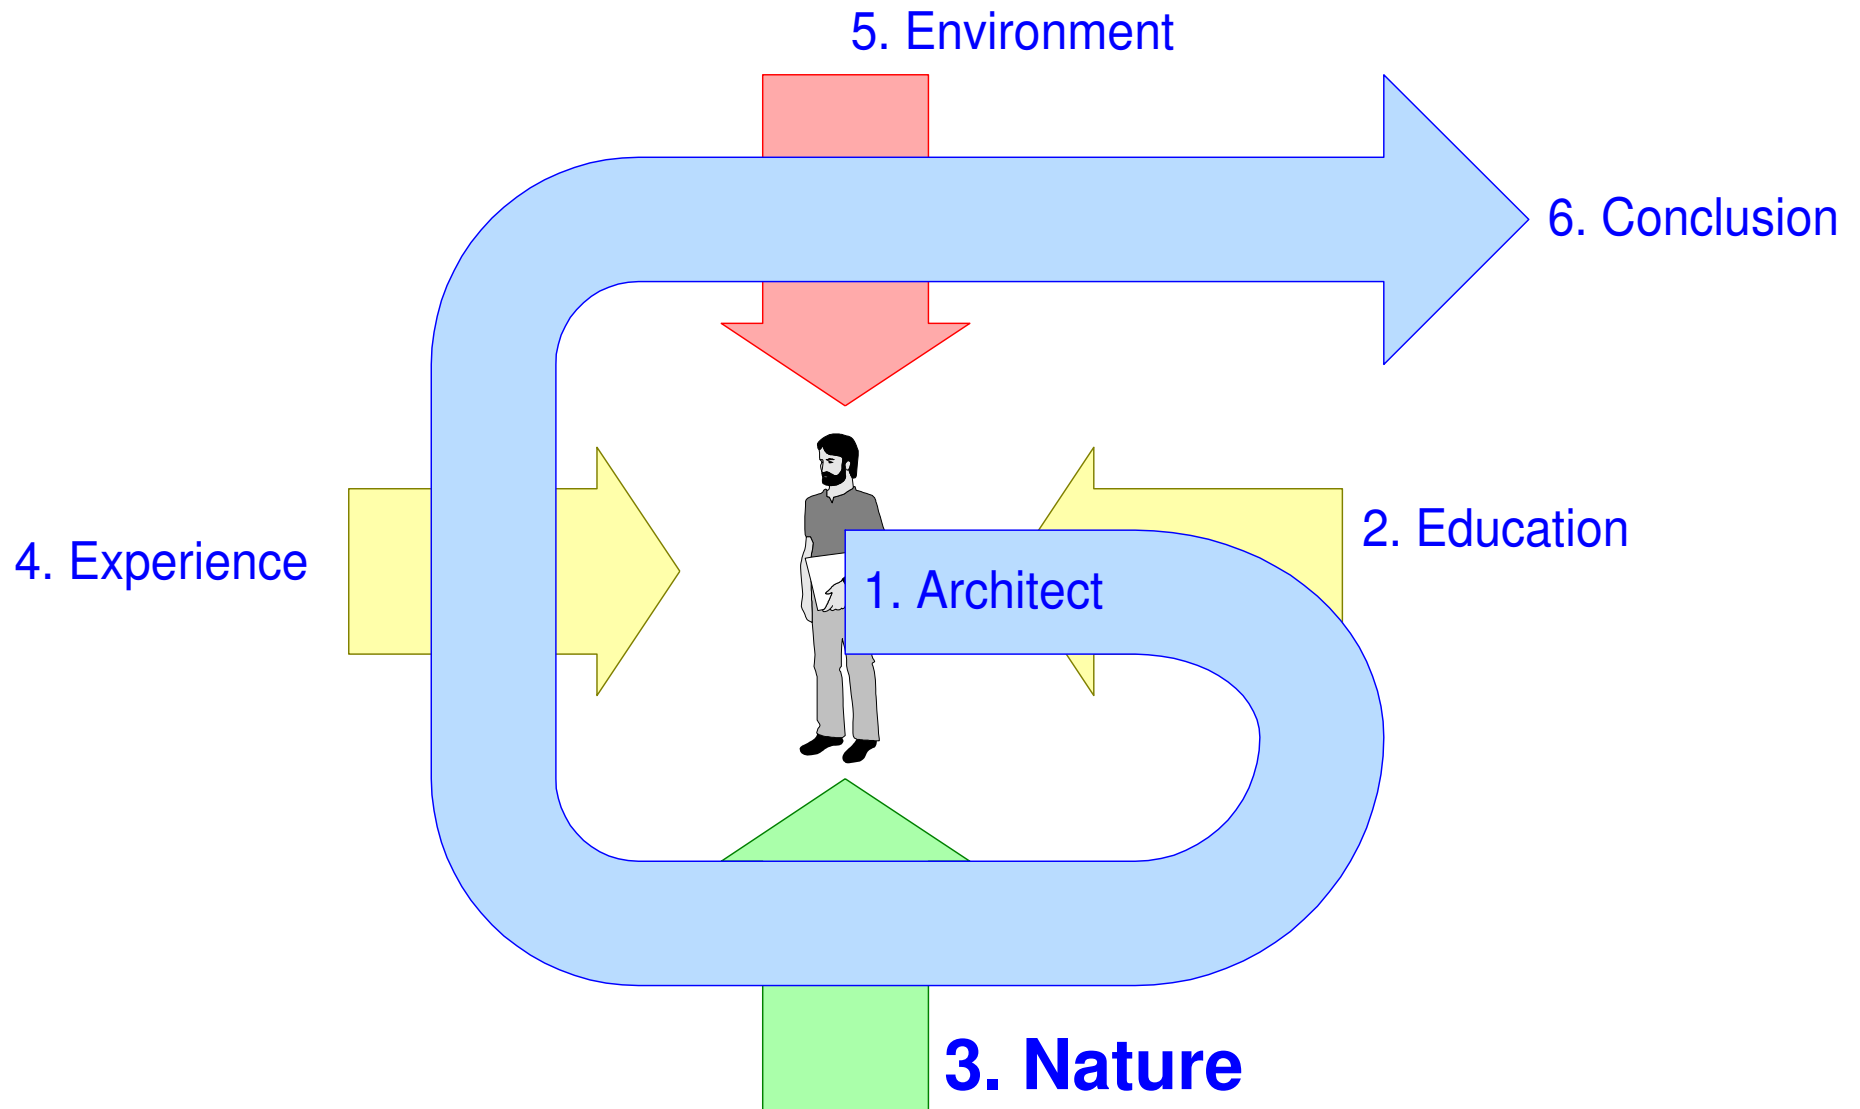 5. Environment
6. Conclusion
2. Education
4. Experience
1. Architect
3. Nature